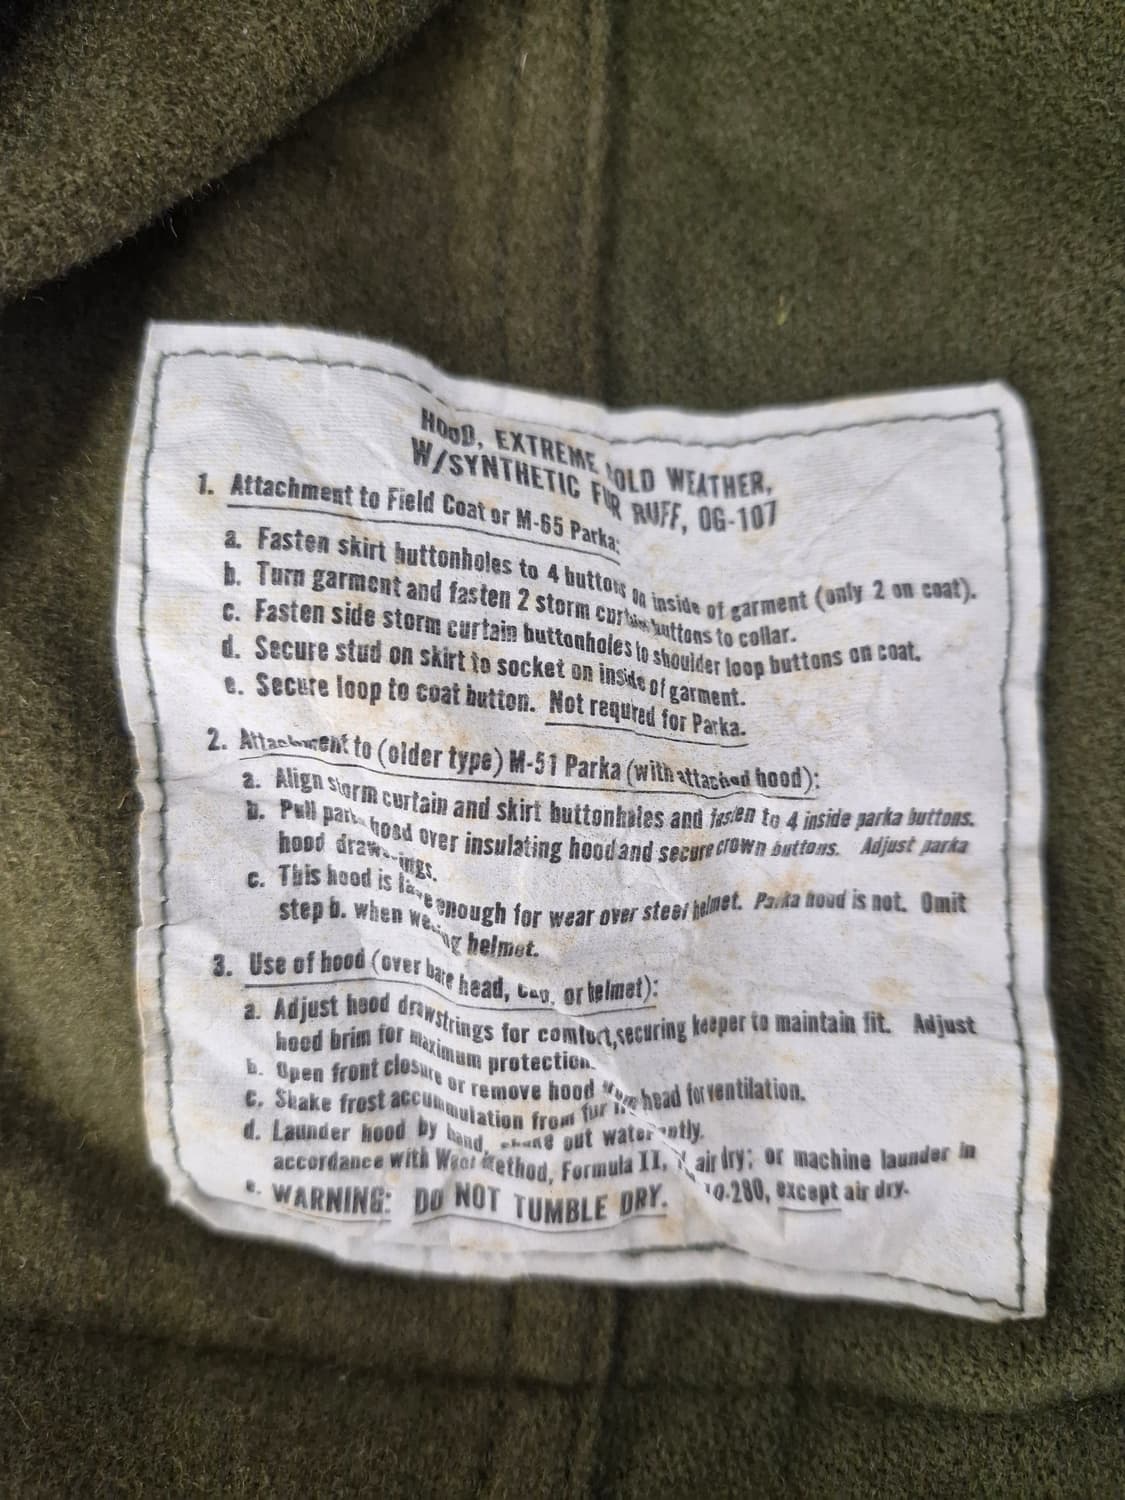 HOOD, EXTREME COLD WEATHER,
W/SYNTHETIC FUR RUFF, OG-107
1. Attachment to Field Coat or M-65 Parka:
a. Fasten skirt buttonholes to 4 buttons on inside of garment (only 2 on coat).
b. Turn garment and fasten 2 storm curtain buttons to collar.
c. Fasten side storm curtain buttonholes to shoulder loop buttons on coat.
d. Secure stud on skirt to socket on inside of garment.
e. Secure loop to coat button. Not requred for Parka.
2. Attachment to (older type) M-51 Parka (with attached hood):
a. Align storm curtain and skirt buttonholes and fasten to 4 inside parka buttons.
b. Pull parka hood over insulating hood and secure crown buttons. Adjust parka
hood drawstrings.
c. This hood is large enough for wear over steel helmet. Parka hood is not. Omit
step b. when wearing helmet.
3. Use of hood (over bare head, cap, or helmet):
a. Adjust hood drawstrings for comfort, securing keeper to maintain fit. Adjust
hood brim for maximum protection.
b. Open front closure or remove hood from head for ventilation.
c. Shake frost accummulation from fur
d. Launder hood by hand, shake out water air dry; or machine launder in
accordance with Wool Method, Formula II, 10-280, except air dry.
e. WARNING: DO NOT TUMBLE DRY.